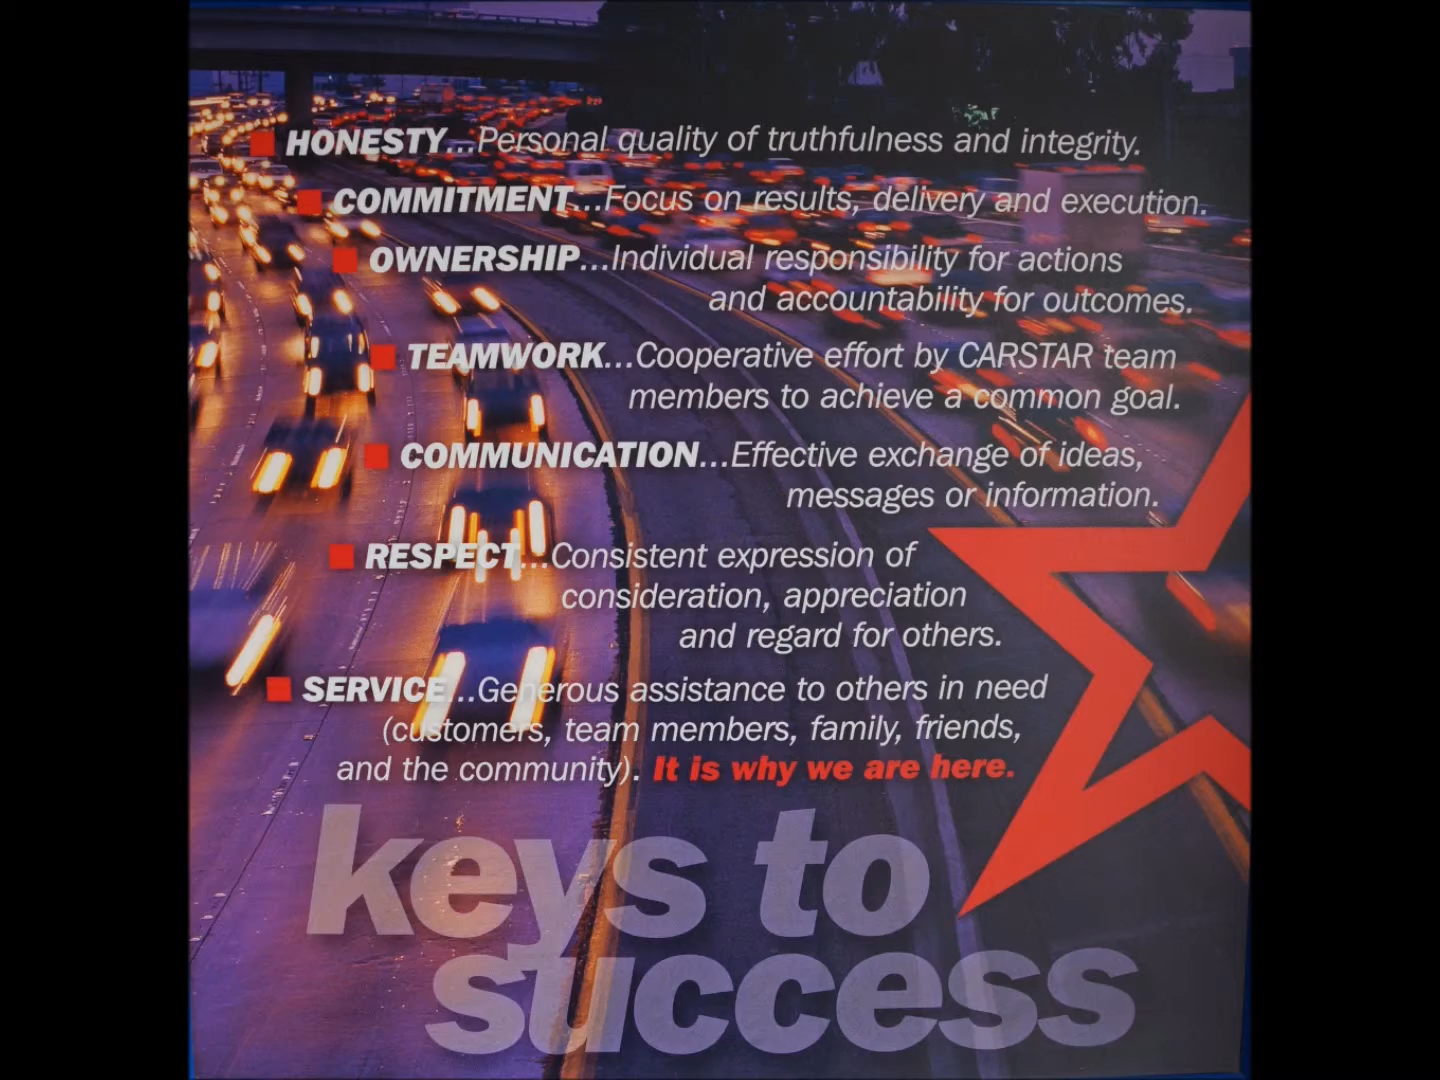 HONESTY...Personal quality of truthfulness and integrity.
COMMITMENT...Focus on results, delivery and execution.
OWNERSHIP...Individual responsibility for actions
and accountability for outcomes.
TEAMWORK...Cooperative effort by CARSTAR team
members to achieve a common goal.
COMMUNICATION...Effective exchange of ideas,
messages or information.
RESPECT...Consistent expression of
consideration, appreciation
and regard for others.
SERVICE...Generous assistance to others in need
(customers, team members, family, friends,
and the community). It is why we are here.
keys to
success